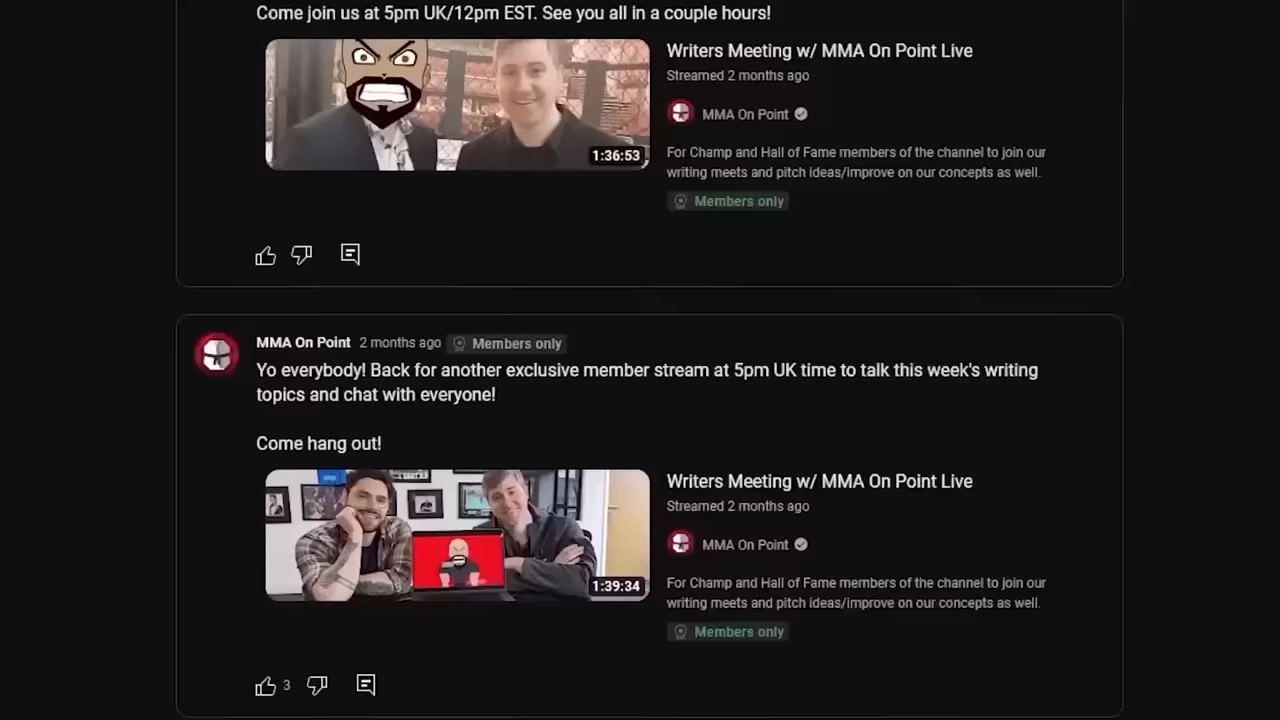 Come join us at 5pm UK/12pm EST. See you all in a couple hours!
Writers Meeting w/ MMA On Point Live
Streamed 2 months ago
MMA On Point
1:36:53
For Champ and Hall of Fame members of the channel to join our
writing meets and pitch ideas/improve on our concepts as well.
Members only
MMA On Point 2 months ago Members only
Yo everybody! Back for another exclusive member stream at 5pm UK time to talk this week's writing
topics and chat with everyone!
Come hang out!
Writers Meeting w/ MMA On Point Live
Streamed 2 months ago
MMA On Point
1:39:34
For Champ and Hall of Fame members of the channel to join our
writing meets and pitch ideas/improve on our concepts as well.
Members only
3